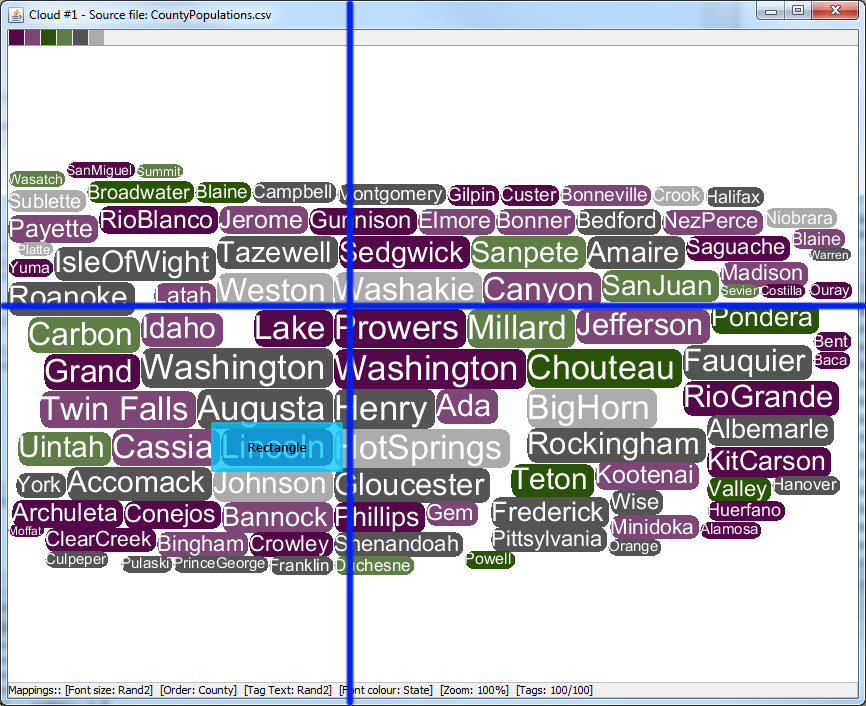 Cloud #1 - Source file: CountyPopulations.csv
Wasatch SanMiguel Summit
Sublette Broadwater Blaine Campbell Montgomery Gilpin Custer Bonneville Crook Halifax
Payette RioBlanco Jerome Gunnison Elmore Bonner Bedford NezPerce Niobrara
Platte Yuma IsleOfWight Tazewell Sedgwick Sanpete Amaire Saguache Blaine Warren
Roanoke Latah Weston Washakie Canyon SanJuan Madison Sevier Costilla Ouray
Carbon Idaho Lake Prowers Millard Jefferson Pondera
Grand Washington Washington Chouteau Fauquier Bent Baca
Twin Falls Augusta Henry Ada BigHorn RioGrande
Uintah Cassia Lincoln Rectangle HotSprings Rockingham Albemarle
York Accomack Johnson Gloucester Teton Kootenai KitCarson
Valley Hanover
Archuleta Conejos Bannock Phillips Gem Frederick Wise Huerfano
Moffat ClearCreek Bingham Crowley Shenandoah Pittsylvania Minidoka Alamosa
Culpeper Pulaski PrinceGeorge Franklin Duchesne Powell Orange
Mappings:: [Font size: Rand2] [Order: County] [Tag Text: Rand2] [Font colour: State] [Zoom: 100%] [Tags: 100/100]